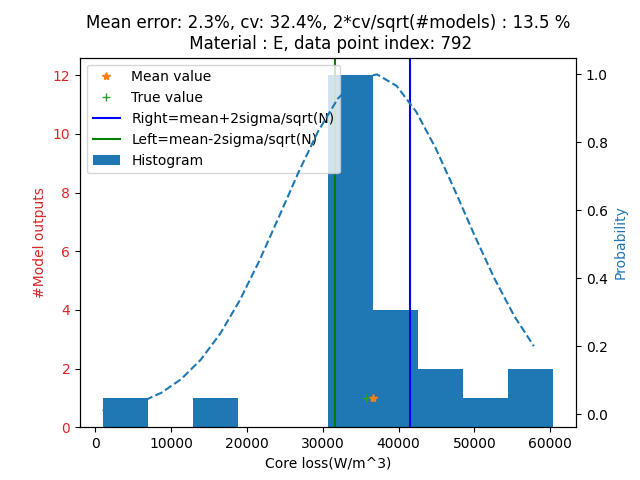 Mean error: 2.3%, cv: 32.4%, 2*cv/sqrt(#models) : 13.5 %
Material : E, data point index: 792
Mean value
True value
Right=mean+2sigma/sqrt(N)
Left=mean-2sigma/sqrt(N)
Histogram
12
10
8
6
4
2
0
#Model outputs
1.0
0.8
0.6
0.4
0.2
0.0
Probability
0 10000 20000 30000 40000 50000 60000
Core loss(W/m^3)